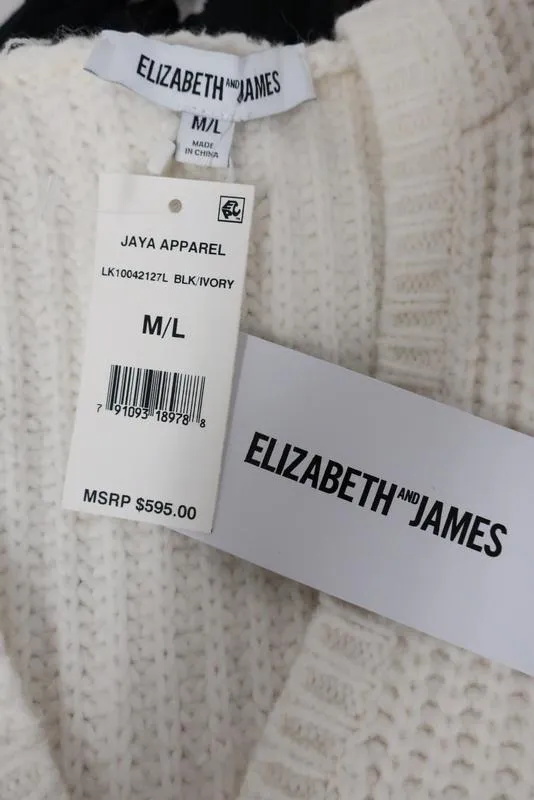 ELIZABETH AND JAMES
M/L
MADE
IN CHINA
JAYA APPAREL
LK10042127L BLK/IVORY
M/L
7 91093 18978 8
MSRP $595.00
ELIZABETH AND JAMES